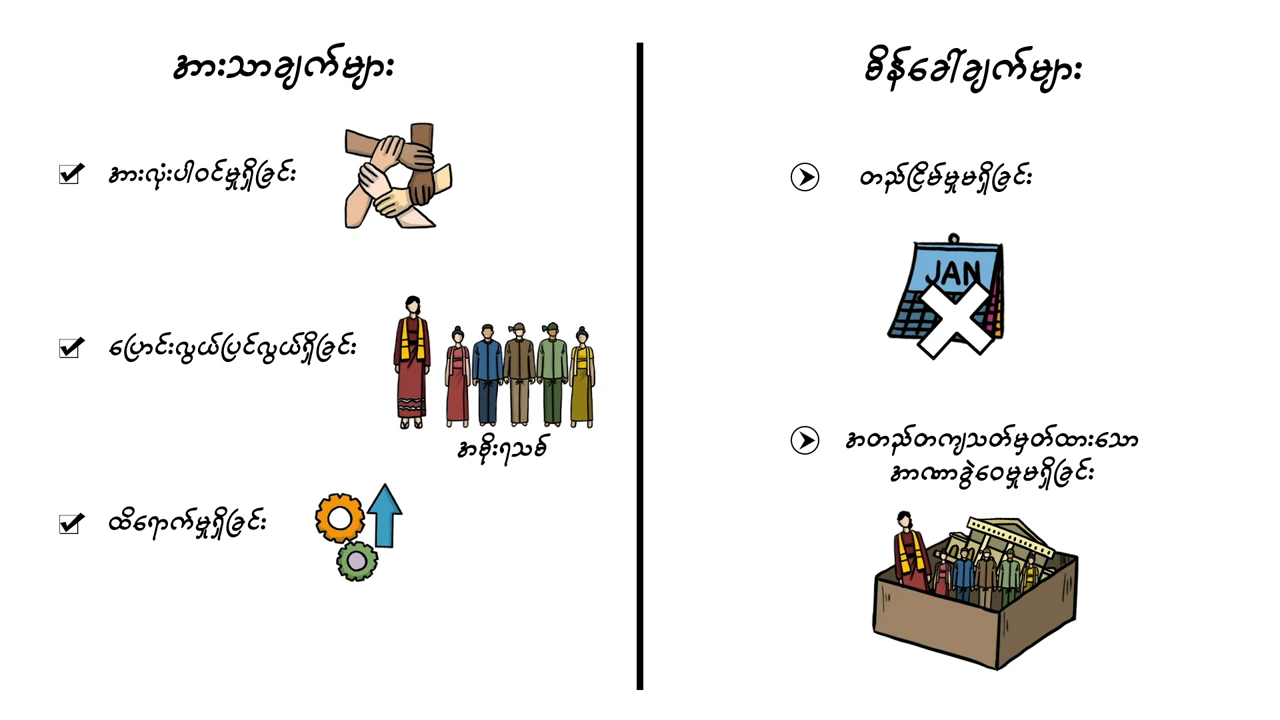 အားသာချက်များ
အားလုံးပါဝင်မှုရှိခြင်း
ပြောင်းလွယ်ပြင်လွယ်ရှိခြင်း
အစိုးရသစ်
ထိရောက်မှုရှိခြင်း
စိန်ခေါ်ချက်များ
တည်ငြိမ်မှုမရှိခြင်း
JAN
အတည်တကျသတ်မှတ်ထားသော
အာဏာခွဲဝေမှုမရှိခြင်း